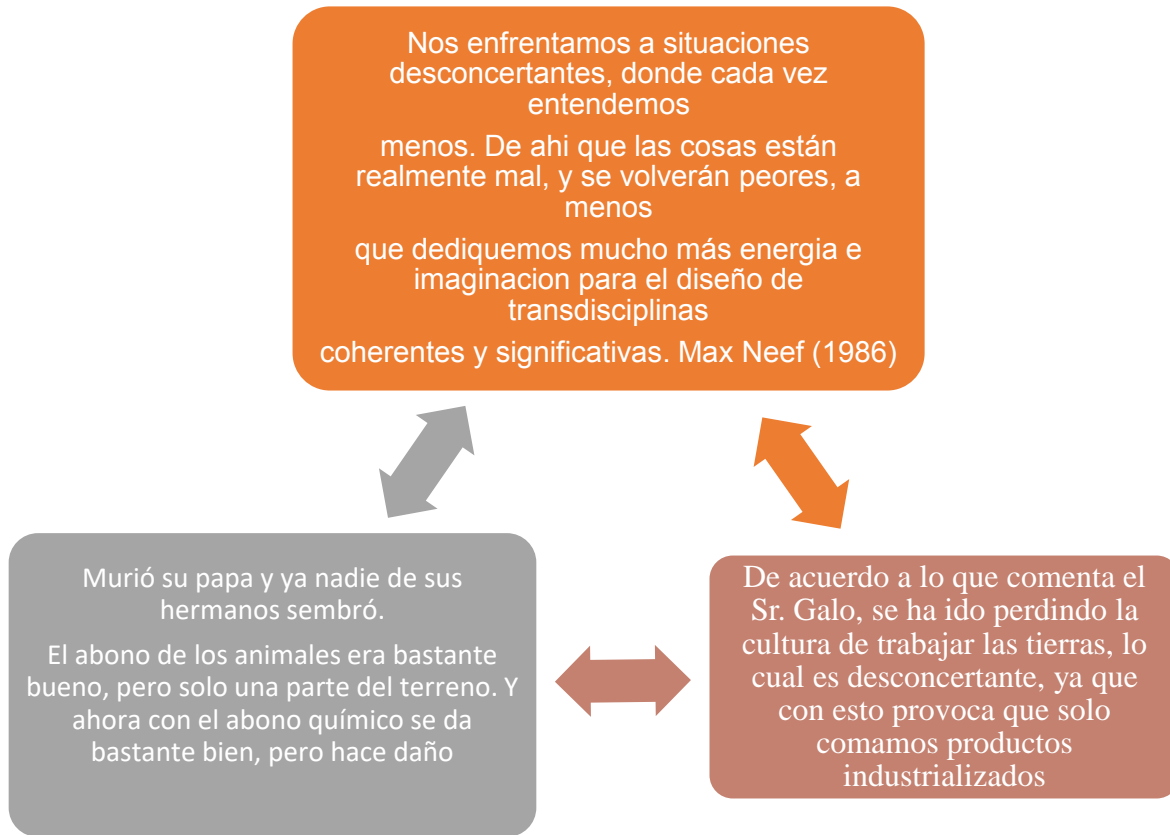 Nos enfrentamos a situaciones
desconcertantes, donde cada vez
entendemos
menos. De ahi que las cosas están
realmente mal, y se volverán peores, a
menos
que dediquemos mucho más energia e
imaginacion para el diseño de
transdisciplinas
coherentes y significativas. Max Neef (1986)
Murió su papa y ya nadie de sus
hermanos sembró.
El abono de los animales era bastante
bueno, pero solo una parte del terreno. Y
ahora con el abono químico se da
bastante bien, pero hace daño
De acuerdo a lo que comenta el
Sr. Galo, se ha ido perdindo la
cultura de trabajar las tierras, lo
cual es desconcertante, ya que
con esto provoca que solo
comamos productos
industrializados